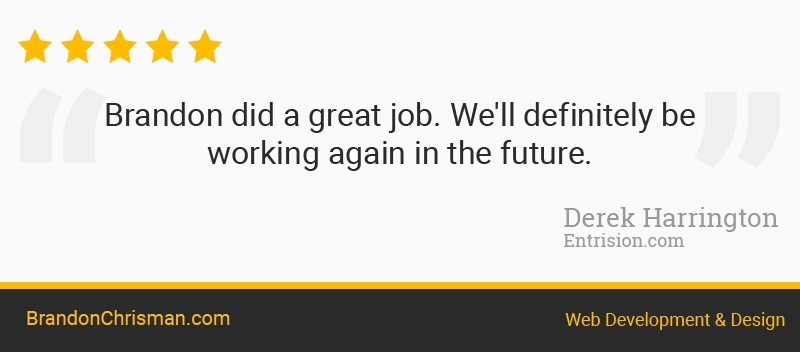 Brandon did a great job. We'll definitely be
working again in the future.
Derek Harrington
Entrision.com
BrandonChrisman.com
Web Development & Design